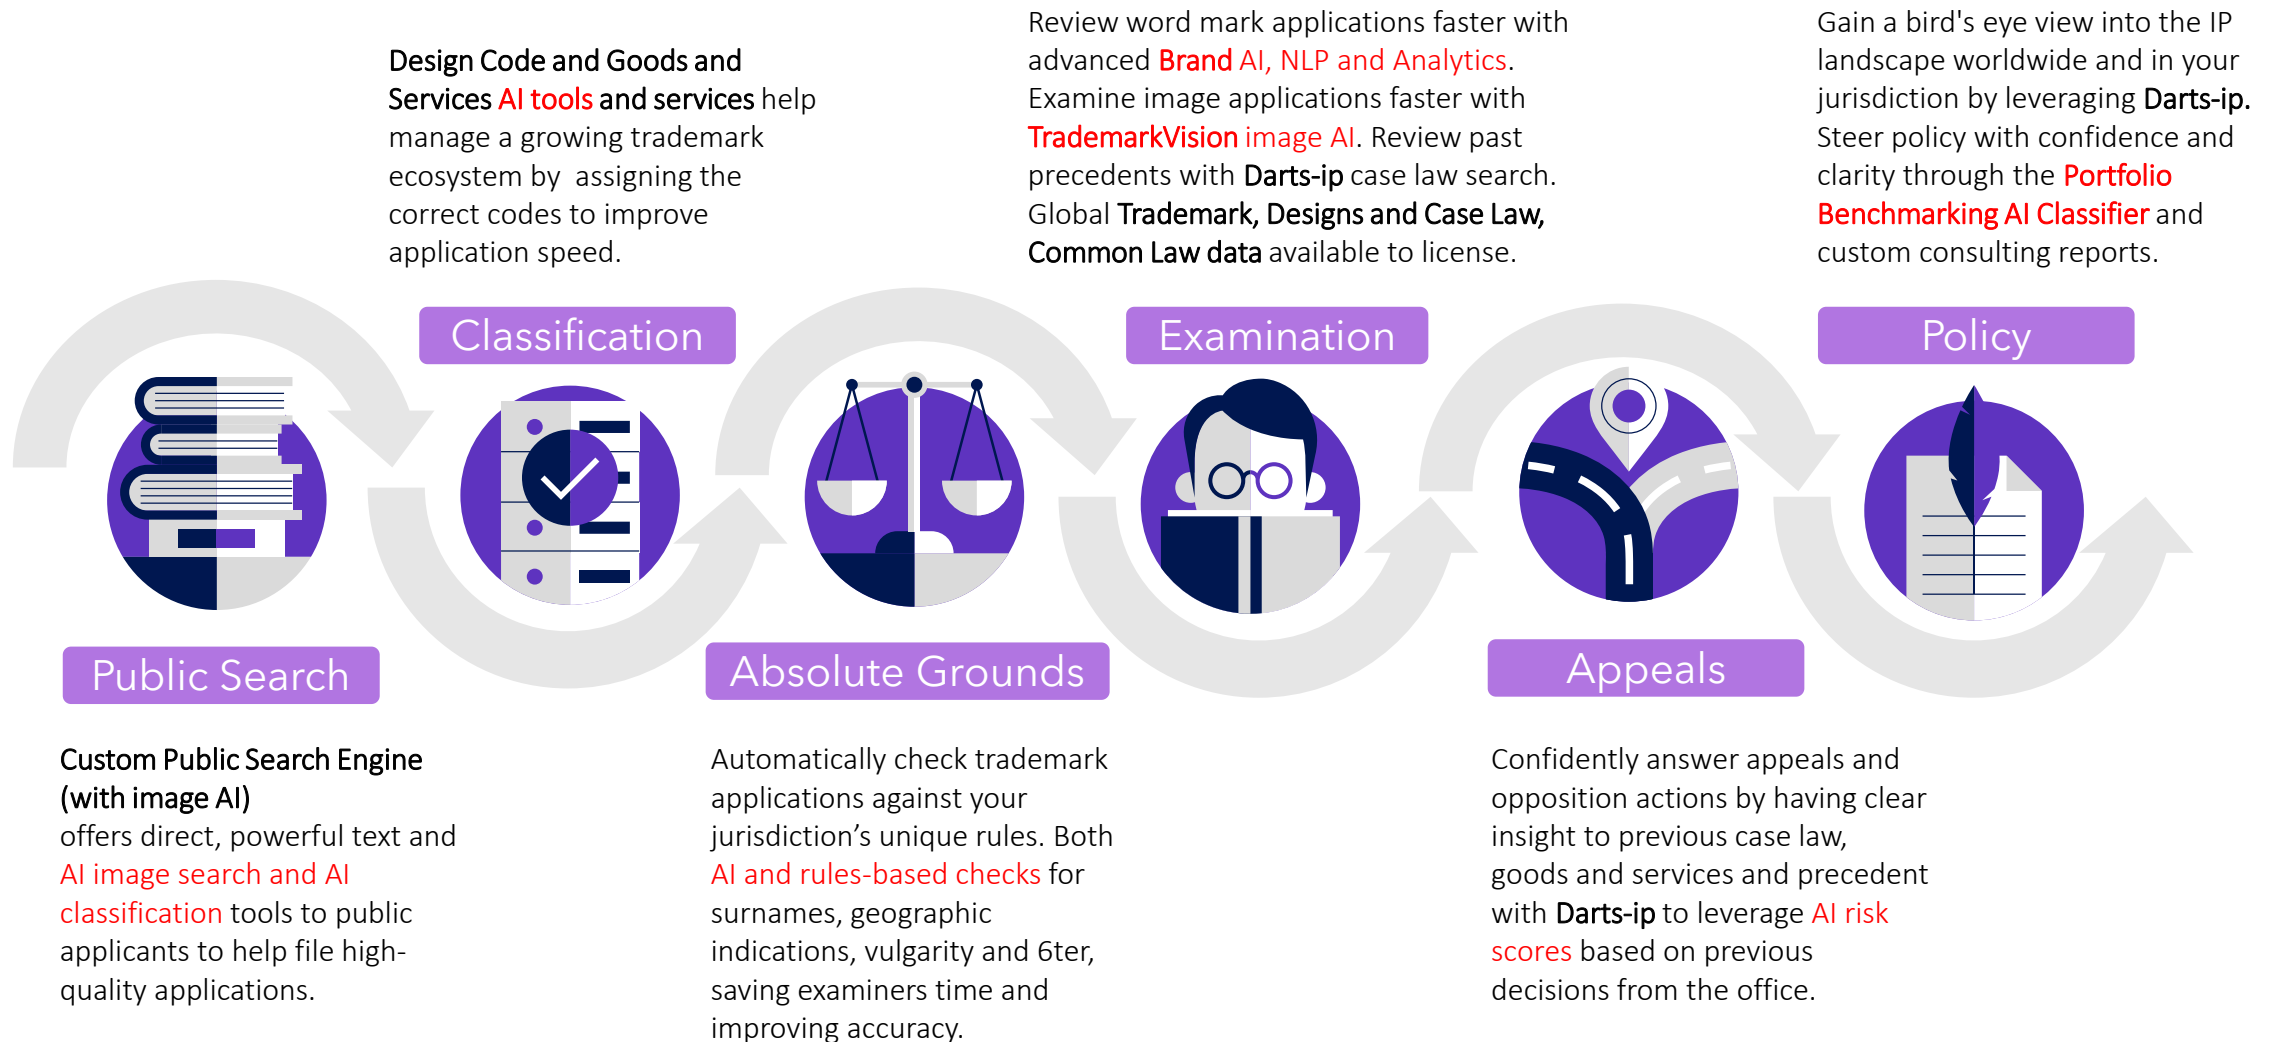 Design Code and Goods and
Services AI tools and services help
manage a growing trademark
ecosystem by  assigning the
correct codes to improve
application speed.
Review word mark applications faster with
advanced Brand AI, NLP and Analytics.
Examine image applications faster with
TrademarkVision image AI. Review past
precedents with Darts-ip case law search.
Global Trademark, Designs and Case Law,
Common Law data available to license.
Gain a bird's eye view into the IP
landscape worldwide and in your
jurisdiction by leveraging Darts-ip.
Steer policy with confidence and
clarity through the Portfolio
Benchmarking AI Classifier and
custom consulting reports.
Classification
Examination
Policy
Public Search
Absolute Grounds
Appeals
Custom Public Search Engine
(with image AI)
offers direct, powerful text and
AI image search and AI
classification tools to public
applicants to help file high-
quality applications.
Automatically check trademark
applications against your
jurisdiction’s unique rules. Both
AI and rules-based checks for
surnames, geographic
indications, vulgarity and 6ter,
saving examiners time and
improving accuracy.
Confidently answer appeals and
opposition actions by having clear
insight to previous case law,
goods and services and precedent
with Darts-ip to leverage AI risk
scores based on previous
decisions from the office.